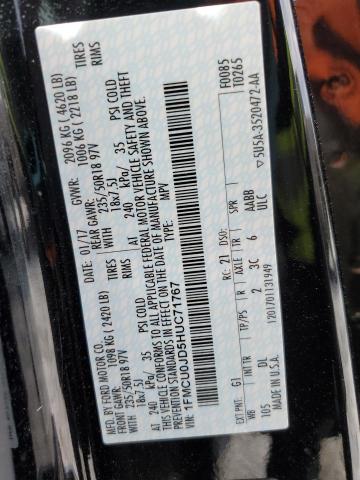 MFD. BY FORD MOTOR CO.
DATE: 01/17 GVWR: 2096 KG ( 4620 LB)
FRONT GAWR: 1098 KG ( 2420 LB) REAR GAWR: 1006 KG ( 2218 LB)
WITH 235/50R18 97V TIRES WITH 235/50R18 97V TIRES
18x7.5J RIMS 18x7.5J RIMS
AT 240 kPa/ 35 PSI COLD AT 240 kPa/ 35 PSI COLD
THIS VEHICLE CONFORMS TO ALL APPLICABLE FEDERAL MOTOR VEHICLE SAFETY AND THEFT
PREVENTION STANDARDS IN EFFECT ON THE DATE OF MANUFACTURE SHOWN ABOVE.
VIN: 1FMCU0JD5HUC71767 TYPE: MPV
F0085
T0265
EXT PNT: G1 RC: 21 DSO:
INT TR TP/PS R AXLE TR SPR
DL 2 3C 6 AABB
105 1201701131949 ULC
MADE IN U.S.A. 5U5A-3520472-AA